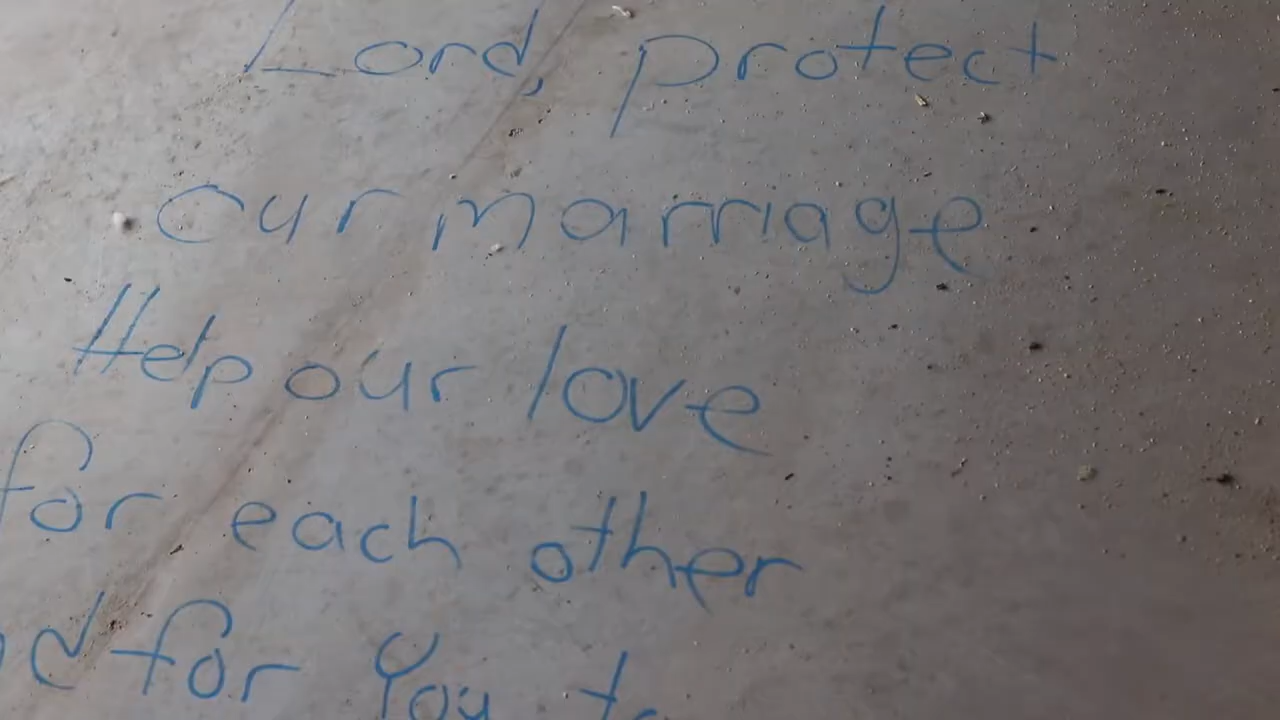 Lord, protect
our marriage
Help our love
for each other
for You